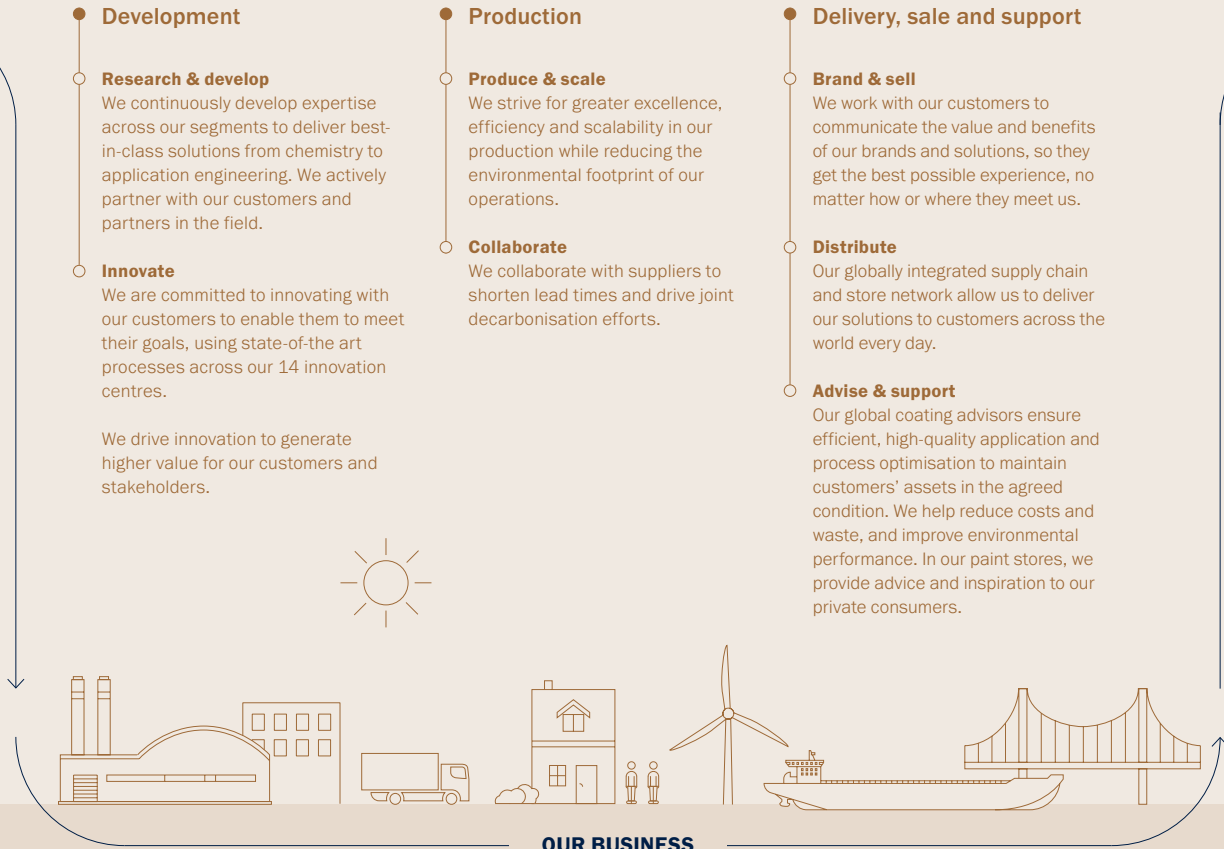 Development
Research & develop
We continuously develop expertise
across our segments to deliver best-
in-class solutions from chemistry to
application engineering. We actively
partner with our customers and
partners in the field.
Innovate
We are committed to innovating with
our customers to enable them to meet
their goals, using state-of-the art
processes across our 14 innovation
centres.
We drive innovation to generate
higher value for our customers and
stakeholders.
Production
Produce & scale
We strive for greater excellence,
efficiency and scalability in our
production while reducing the
environmental footprint of our
operations.
Collaborate
We collaborate with suppliers to
shorten lead times and drive joint
decarbonisation efforts.
Delivery, sale and support
Brand & sell
We work with our customers to
communicate the value and benefits
of our brands and solutions, so they
get the best possible experience, no
matter how or where they meet us.
Distribute
Our globally integrated supply chain
and store network allow us to deliver
our solutions to customers across the
world every day.
Advise & support
Our global coating advisors ensure
efficient, high-quality application and
process optimisation to maintain
customers’ assets in the agreed
condition. We help reduce costs and
waste, and improve environmental
performance. In our paint stores, we
provide advice and inspiration to our
private consumers.
OUR BUSINESS